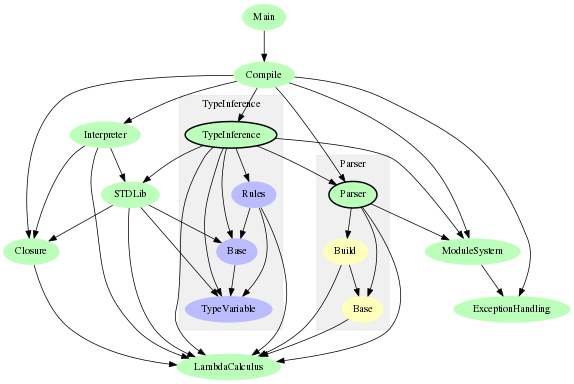 Main
Compile
TypeInference
Interpreter
TypeInference
Parser
STDLib
Rules
Parser
Closure
Base
Build
ModuleSystem
TypeVariable
Base
ExceptionHandling
LambdaCalculus